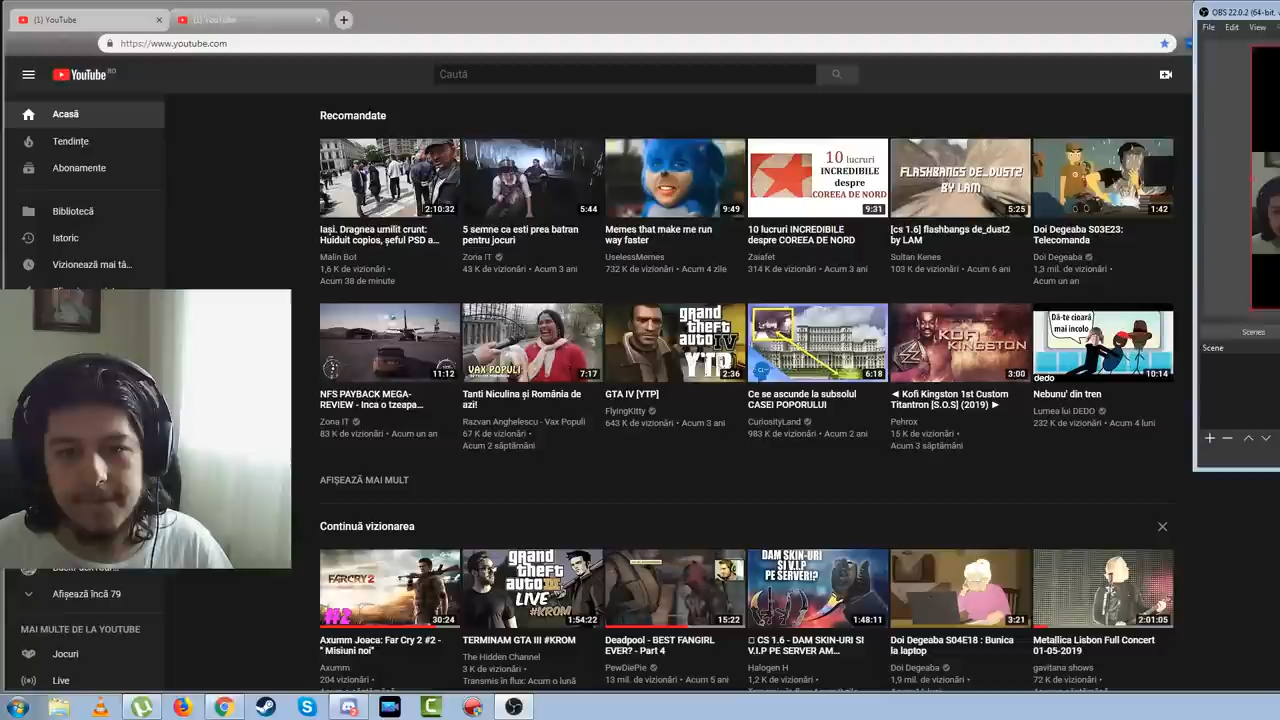 (1) YouTube
(1) YouTube
OBS 22.0.2 (64-bit,
https://www.youtube.com
File Edit View
YouTube RO
Caută
Acasă
Tendințe
Abonamente
Bibliotecă
Istoric
Vizionează mai tâ...
Afișează încă 79
MAI MULTE DE LA YOUTUBE
Jocuri
Live
Recomandate
2:10:32
5:44
9:49
10 lucruri
INCREDIBILE
despre
COREEA DE NORD
9:31
FLASHBANGS DE_DUST2
BY LAM
5:25
1:42
Iași. Dragnea umilit crunt:
Huiduit copios, șeful PSD a...
Malin Bot
1,6 K de vizionări • Acum 38 de minute
5 semne ca esti prea batran
pentru jocuri
Zona IT
43 K de vizionări • Acum 3 ani
Memes that make me run
way faster
UselessMemes
732 K de vizionări • Acum 4 zile
10 lucruri INCREDIBILE
despre COREEA DE NORD
Zaiafet
314 K de vizionări • Acum 3 ani
[cs 1.6] flashbangs de_dust2
by LAM
Sultan Kenes
103 K de vizionări • Acum 6 ani
Doi Degeaba S03E23:
Telecomanda
Doi Degeaba
1,3 mil. de vizionări •
Acum un an
11:12
VAX POPULI
7:17
grand
theft
auto IV
YTP
2:36
6:18
KOFI
KINGSTON
3:00
Dă-te cioară
mai incolo.
dedo
10:14
NFS PAYBACK MEGA-
REVIEW - Inca o tzeapa...
Zona IT
83 K de vizionări • Acum un an
Tanti Niculina și România de
azi!
Razvan Anghelescu - Vax Populi
67 K de vizionări •
Acum 2 săptămâni
GTA IV [YTP]
FlyingKitty
643 K de vizionări • Acum 3 ani
Ce se ascunde la subsolul
CASEI POPORULUI
CuriosityLand
983 K de vizionări • Acum 2 ani
◄ Kofi Kingston 1st Custom
Titantron [S.O.S] (2019) ►
Pehrox
15 K de vizionări •
Acum 3 săptămâni
Nebunu' din tren
Lumea lui DEDO
232 K de vizionări • Acum 4 luni
AFIȘEAZĂ MAI MULT
Continuă vizionarea
FARCRY 2
#2
30:24
grand
theft
auto III
LIVE
#KROM
1:54:22
15:22
DAM SKIN-URI
SI V.I.P
PE SERVER!?
1:48:11
3:21
2:01:05
Axumm Joaca: Far Cry 2 #2 -
" Misiuni noi"
Axumm
204 vizionări •
TERMINAM GTA III #KROM
The Hidden Channel
3 K de vizionări •
Transmis în flux: Acum o lună
Deadpool - BEST FANGIRL
EVER? - Part 4
PewDiePie
13 mil. de vizionări • Acum 5 ani
CS 1.6 - DAM SKIN-URI SI
V.I.P PE SERVER AM...
Halogen H
1,2 K de vizionări •
Doi Degeaba S04E18 : Bunica
la laptop
Doi Degeaba
1,9 mil. de vizionări •
Metallica Lisbon Full Concert
01-05-2019
gavitana shows
72 K de vizionări •
Scenes
Scene